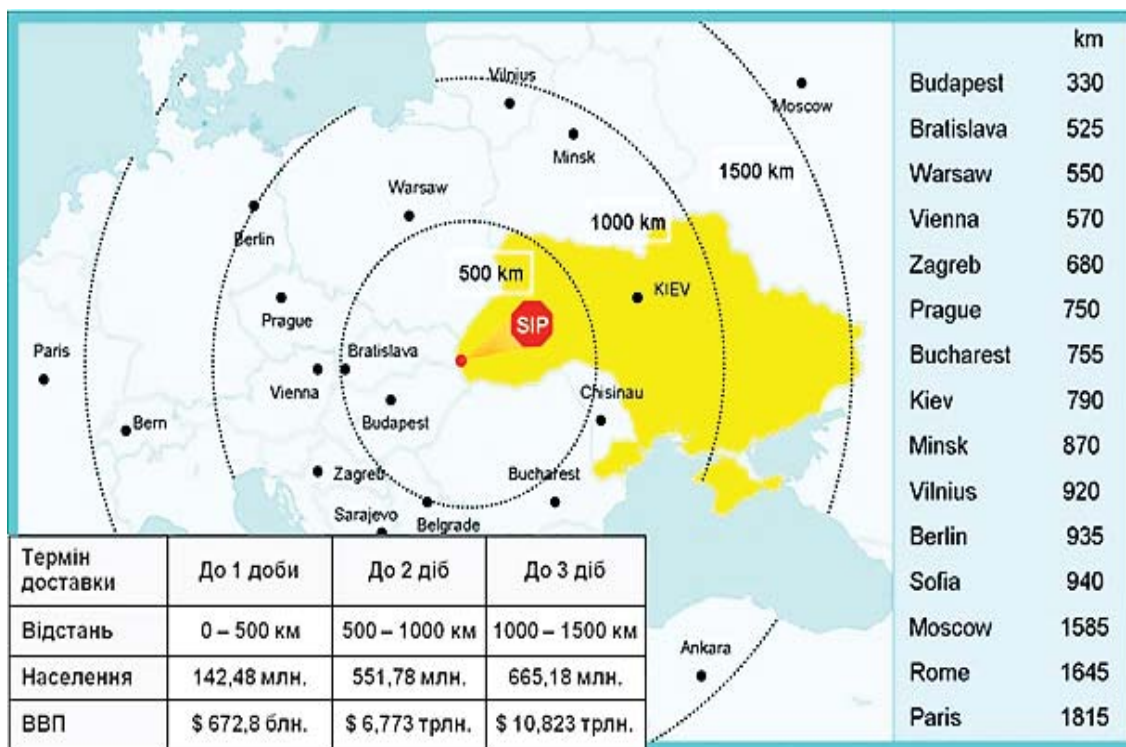 Vilnius
Moscow
Minsk
1500 km
Warsaw
1000 km
Berlin
500 km
KIEV
SIP
Prague
Paris
Bratislava
Vienna
Chisinau
Budapest
Bern
Zagreb
Bucharest
Sarajevo
Belgrade
Ankara
Термін доставки До 1 доби До 2 діб До 3 діб
Відстань 0 – 500 км 500 – 1000 км 1000 – 1500 км
Населення 142,48 млн. 551,78 млн. 665,18 млн.
ВВП $ 672,8 блн. $ 6,773 трлн. $ 10,823 трлн.
km
Budapest 330
Bratislava 525
Warsaw 550
Vienna 570
Zagreb 680
Prague 750
Bucharest 755
Kiev 790
Minsk 870
Vilnius 920
Berlin 935
Sofia 940
Moscow 1585
Rome 1645
Paris 1815